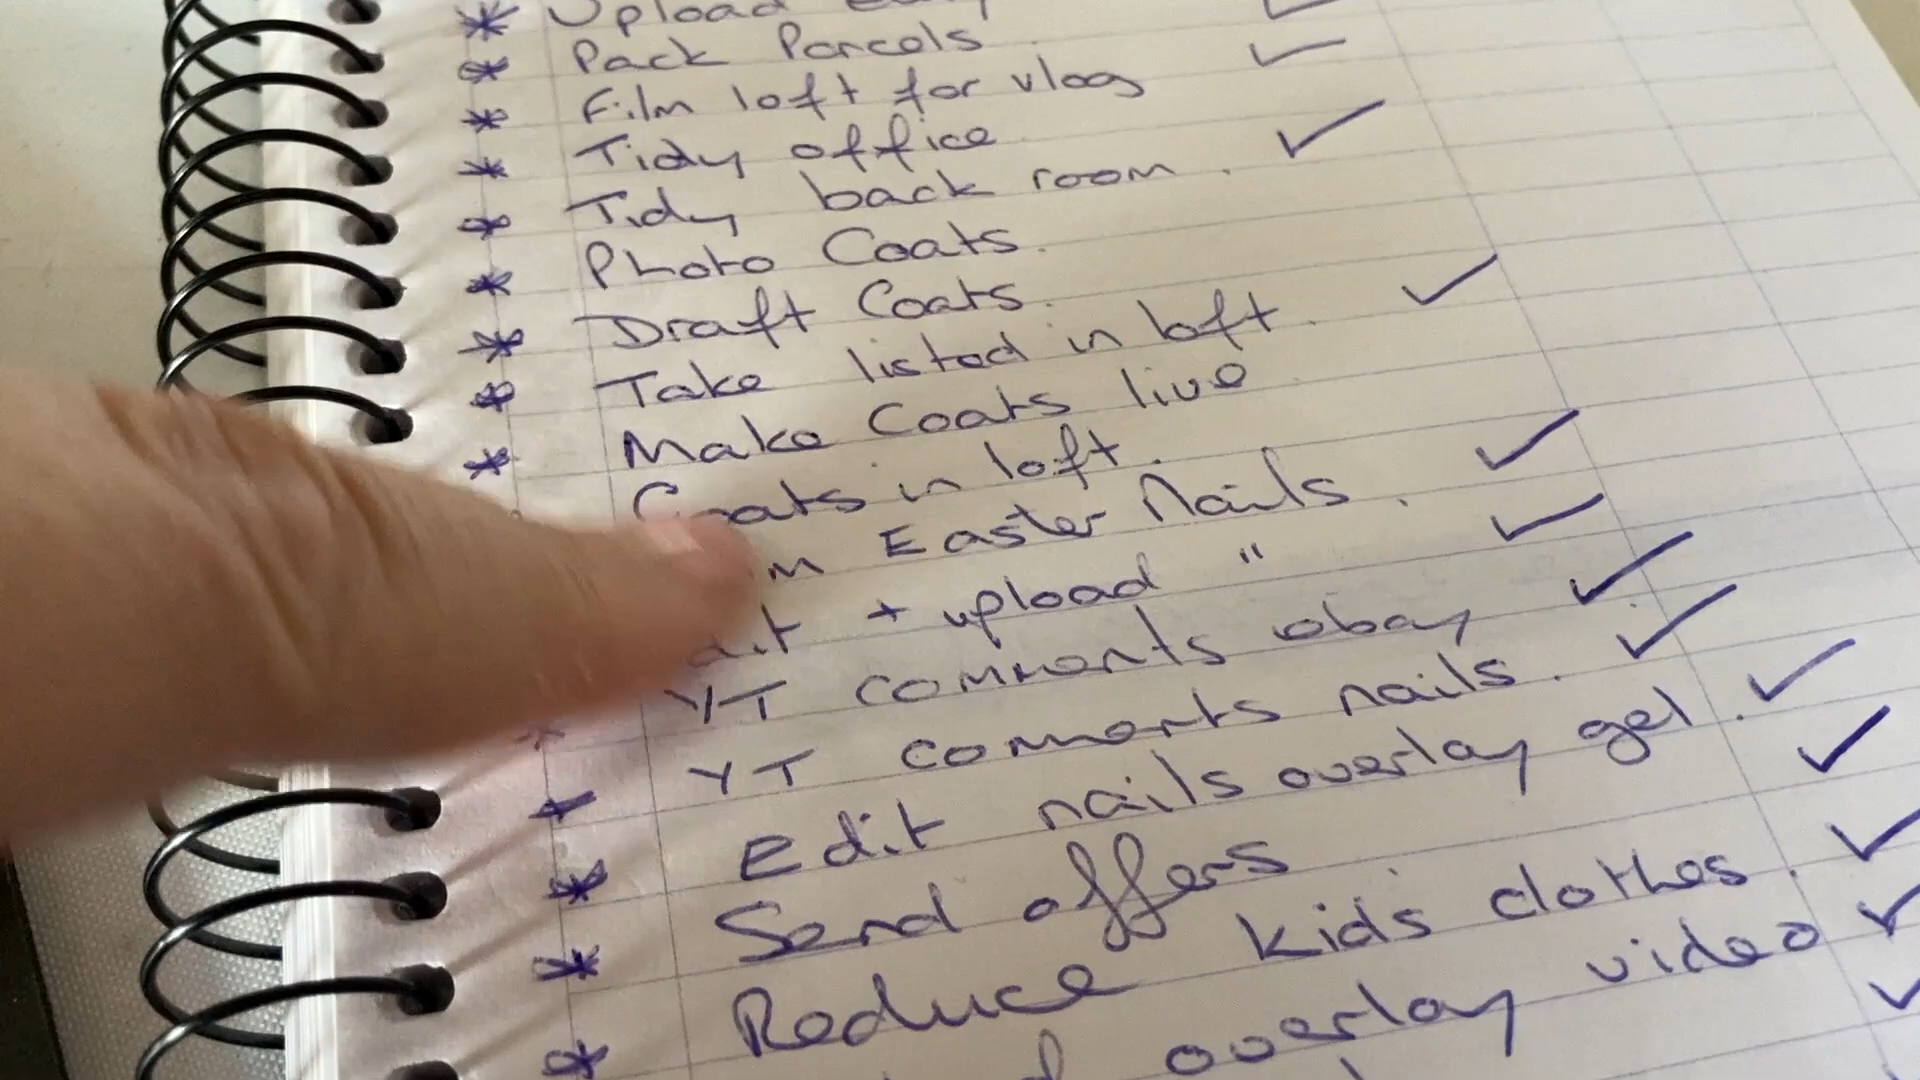 * Upload
* Pack Parcels
* Film loft for vlog
* Tidy office
* Tidy back room.
* Photo Coats.
* Draft Coats.
* Take listed in loft.
* Make Coats live
Coats in loft.
Easter Nails.
+ upload "
YT comments ebay
YT comments nails.
* Edit nails overlay gel.
* Send offers
* Reduce kids clothes.
* overlay video